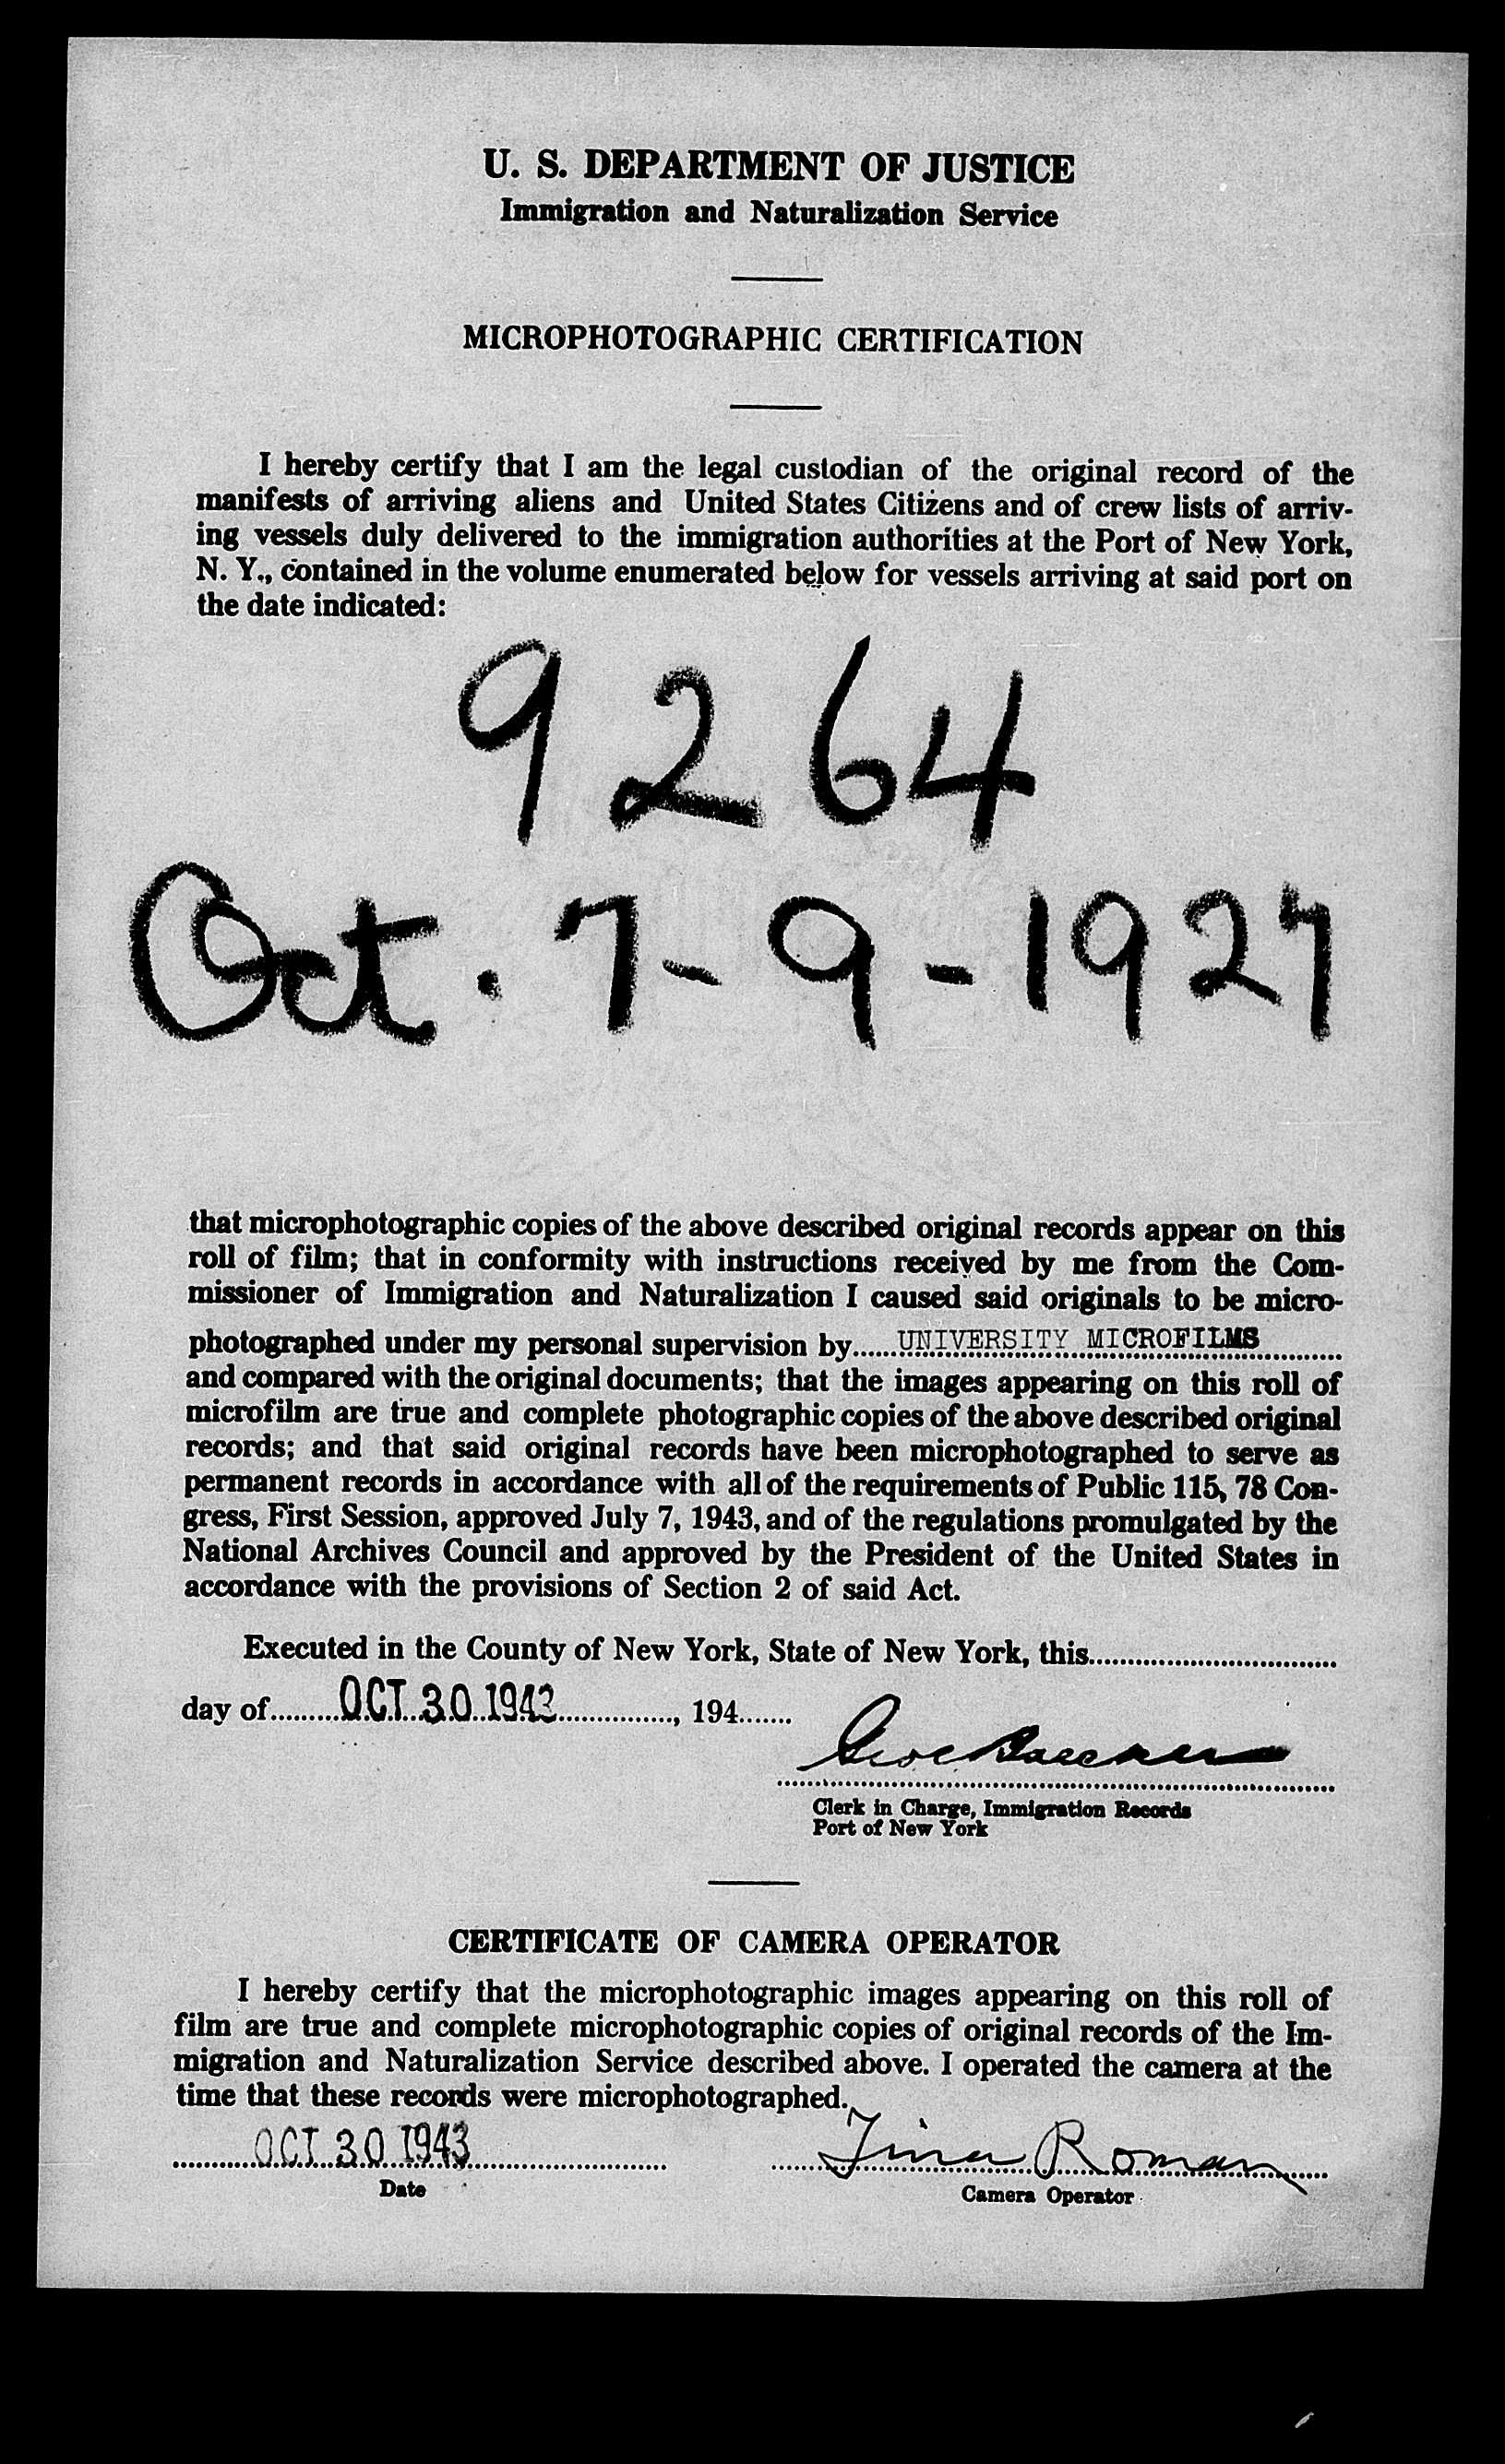 U. S. DEPARTMENT OF JUSTICE
Immigration and Naturalization Service
MICROPHOTOGRAPHIC CERTIFICATION
I hereby certify that I am the legal custodian of the original record of the
manifests of arriving aliens and United States Citizens and of crew lists of arriv-
ing vessels duly delivered to the immigration authorities at the Port of New York,
N. Y., contained in the volume enumerated below for vessels arriving at said port on
the date indicated:
9264
Oct. 7-9-1927
that microphotographic copies of the above described original records appear on this
roll of film; that in conformity with instructions received by me from the Com-
missioner of Immigration and Naturalization I caused said originals to be micro-
photographed under my personal supervision by......UNIVERSITY MICROFILMS............
and compared with the original documents; that the images appearing on this roll of
microfilm are true and complete photographic copies of the above described original
records; and that said original records have been microphotographed to serve as
permanent records in accordance with all of the requirements of Public 115, 78 Con-
gress, First Session, approved July 7, 1943, and of the regulations promulgated by the
National Archives Council and approved by the President of the United States in
accordance with the provisions of Section 2 of said Act.
Executed in the County of New York, State of New York, this................................
day of.........OCT 30 1943..............., 194.......
Clerk in Charge, Immigration Records
Port of New York
CERTIFICATE OF CAMERA OPERATOR
I hereby certify that the microphotographic images appearing on this roll of
film are true and complete microphotographic copies of original records of the Im-
migration and Naturalization Service described above. I operated the camera at the
time that these records were microphotographed.
OCT 30 1943 Tina Roman
Date Camera Operator